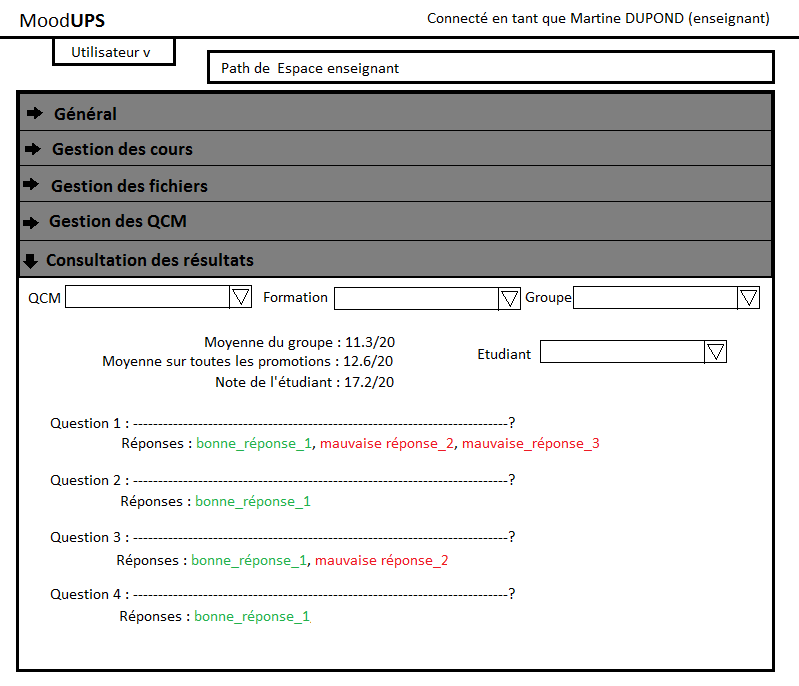 MoodUPS
Connecté en tant que Martine DUPOND (enseignant)
Utilisateur v
Path de Espace enseignant
Général
Gestion des cours
Gestion des fichiers
Gestion des QCM
Consultation des résultats
QCM Formation Groupe
Moyenne du groupe : 11.3/20
Moyenne sur toutes les promotions : 12.6/20
Etudiant
Note de l'étudiant : 17.2/20
Question 1 : ---------------------------------------------------------------------------?
Réponses : bonne_réponse_1, mauvaise réponse_2, mauvaise_réponse_3
Question 2 : ---------------------------------------------------------------------------?
Réponses : bonne_réponse_1
Question 3 : ---------------------------------------------------------------------------?
Réponses : bonne_réponse_1, mauvaise réponse_2
Question 4 : ---------------------------------------------------------------------------?
Réponses : bonne_réponse_1